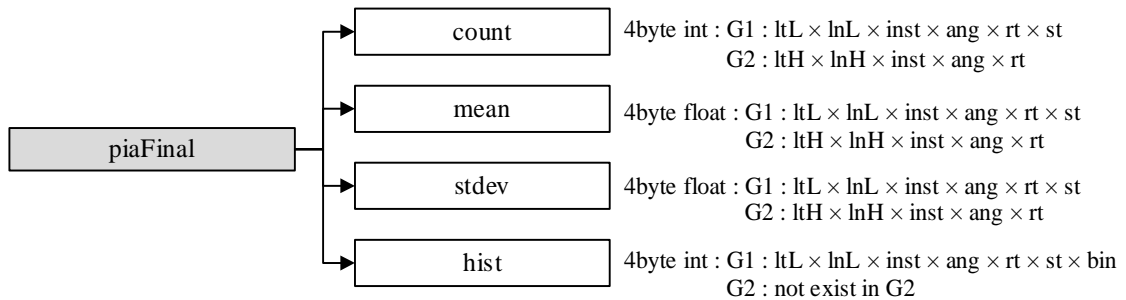 count
4byte int : G1 : ltL × lnL × inst × ang × rt × st
G2 : ltH × lnH × inst × ang × rt
mean
4byte float : G1 : ltL × lnL × inst × ang × rt × st
G2 : ltH × lnH × inst × ang × rt
piaFinal
stdev
4byte float : G1 : ltL × lnL × inst × ang × rt × st
G2 : ltH × lnH × inst × ang × rt
hist
4byte int : G1 : ltL × lnL × inst × ang × rt × st × bin
G2 : not exist in G2